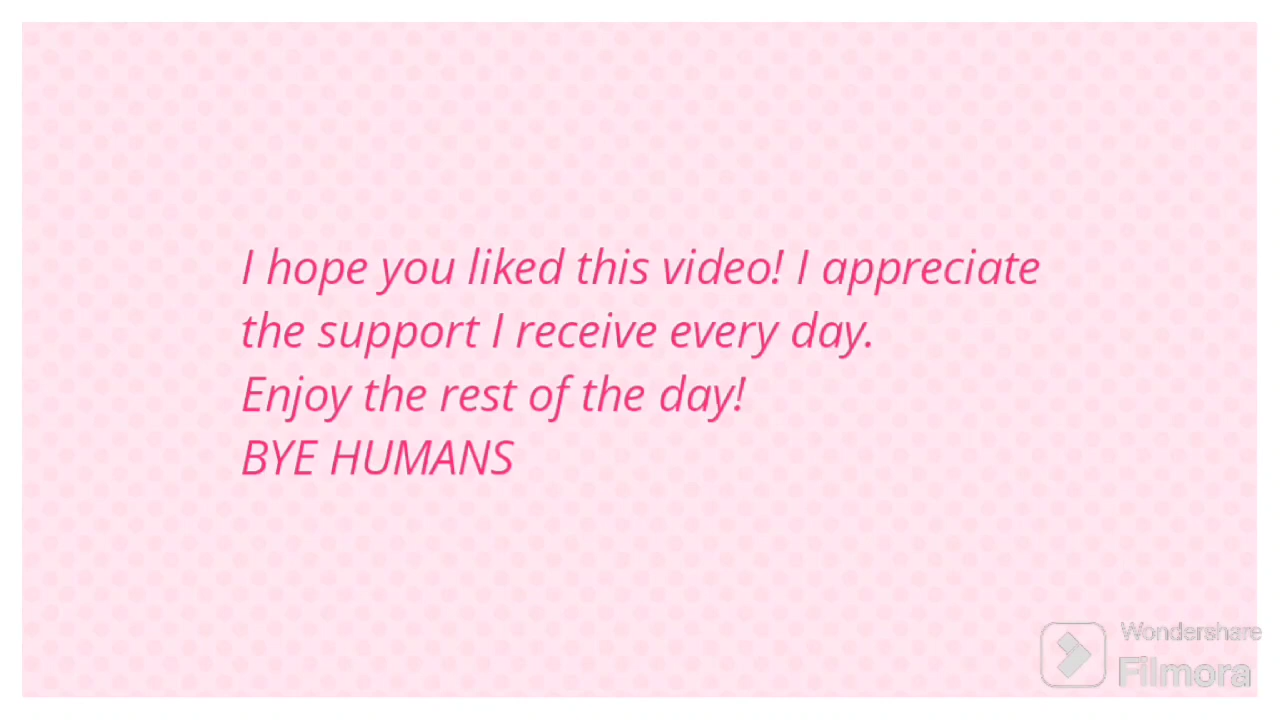 I hope you liked this video! I appreciate
the support I receive every day.
Enjoy the rest of the day!
BYE HUMANS
Wondershare
Filmora